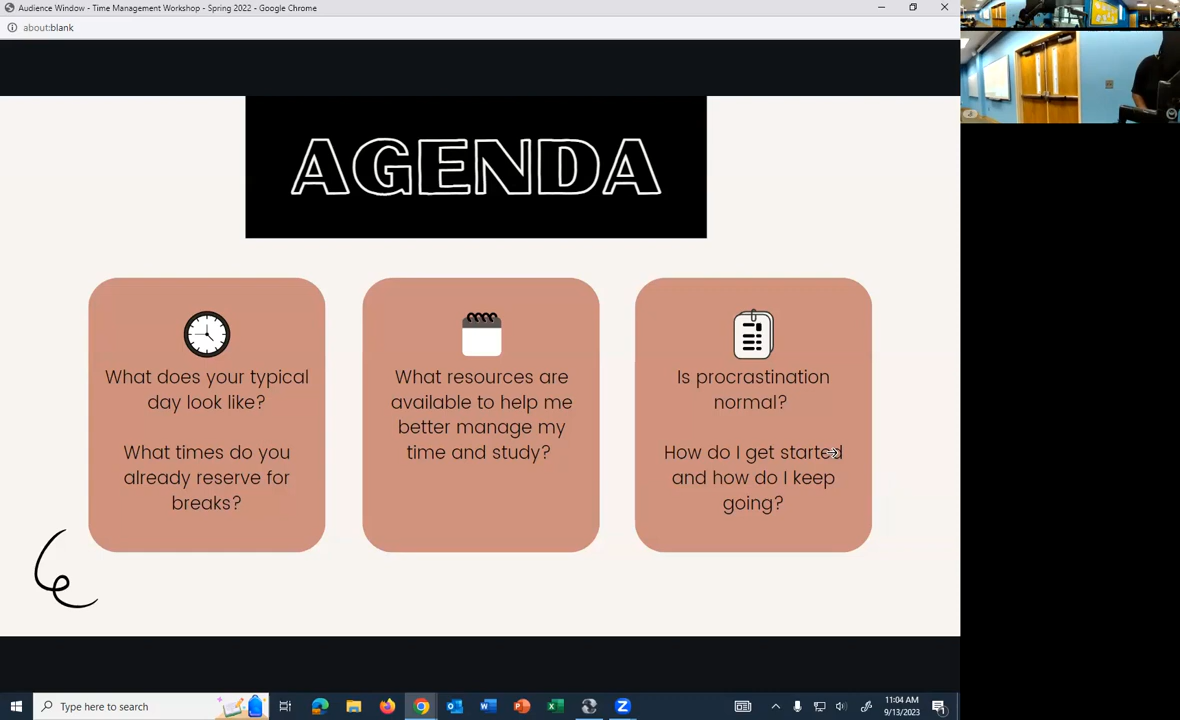 Audience Window - Time Management Workshop - Spring 2022 - Google Chrome
about:blank
AGENDA
What does your typical
day look like?
What times do you
already reserve for
breaks?
What resources are
available to help me
better manage my
time and study?
Is procrastination
normal?
How do I get started
and how do I keep
going?
Type here to search
11:04 AM
9/13/2023